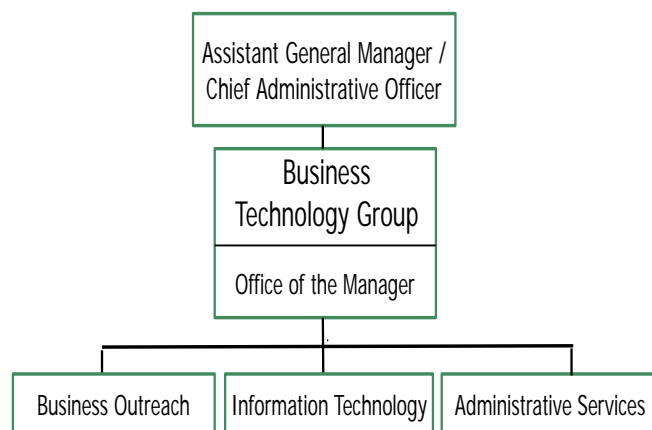 Assistant General Manager /
Chief Administrative Officer
Business
Technology Group
Office of the Manager
Business Outreach
Information Technology
Administrative Services